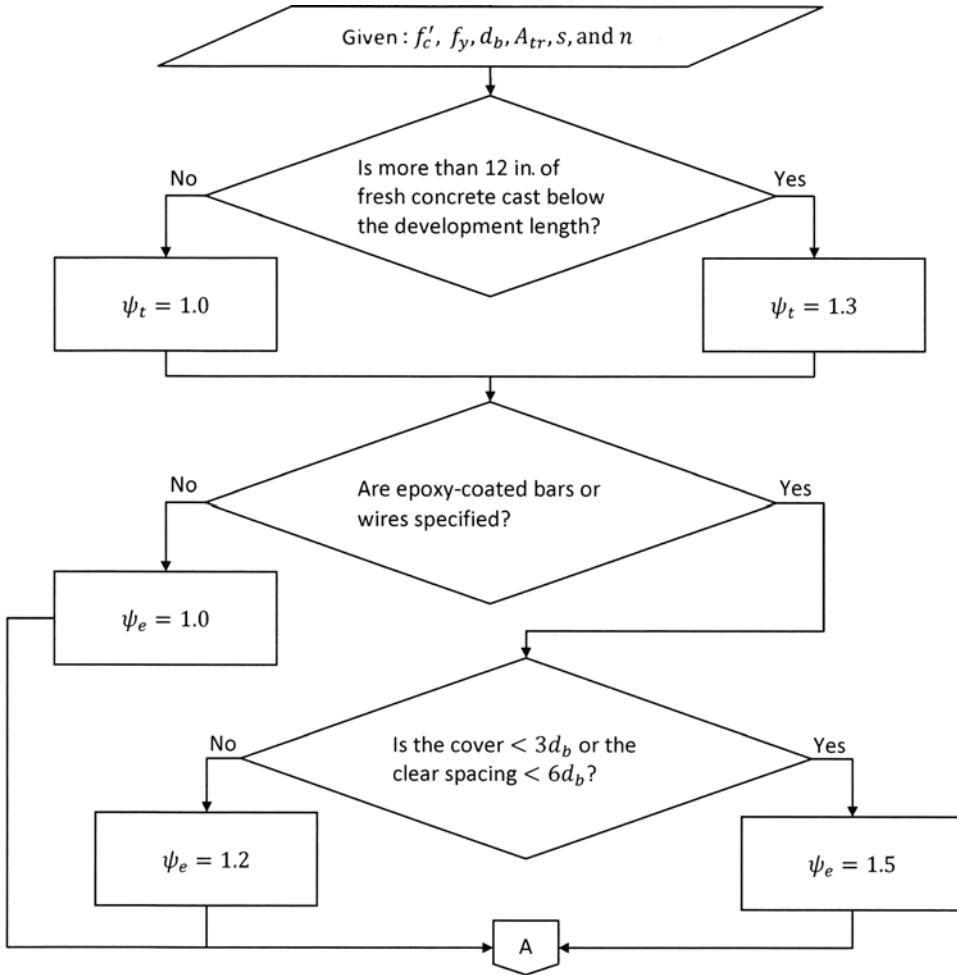 Given : f′c, fy, db, Atr, s, and n
Is more than 12 in. of
fresh concrete cast below
the development length?
No
Yes
ψt = 1.0
ψt = 1.3
Are epoxy-coated bars or
wires specified?
No
Yes
ψe = 1.0
Is the cover < 3db or the
clear spacing < 6db?
No
Yes
ψe = 1.2
ψe = 1.5
A